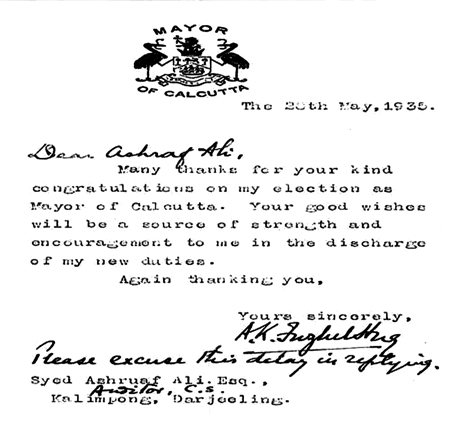 MAYOR
OF CALCUTTA
The 25th May, 1935.
Dear Ashraf Ali,
Many thanks for your kind
congratulations on my election as
Mayor of Calcutta. Your good wishes
will be a source of strength and
encouragement to me in the discharge
of my new duties.
Again thanking you,
Yours sincerely,
A.K. Fuzlul Huq
Please excuse this delay in replying.
Syed Ashruaf Ali. Esq.,
Auditor, C.S.
Kalimpong, Darjeeling.